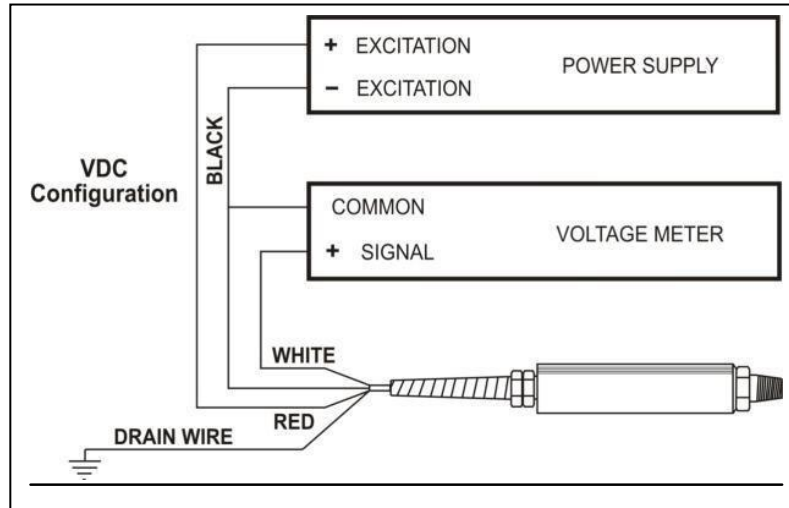 + EXCITATION
POWER SUPPLY
- EXCITATION
BLACK
VDC
Configuration
COMMON
VOLTAGE METER
+ SIGNAL
WHITE
RED
DRAIN WIRE